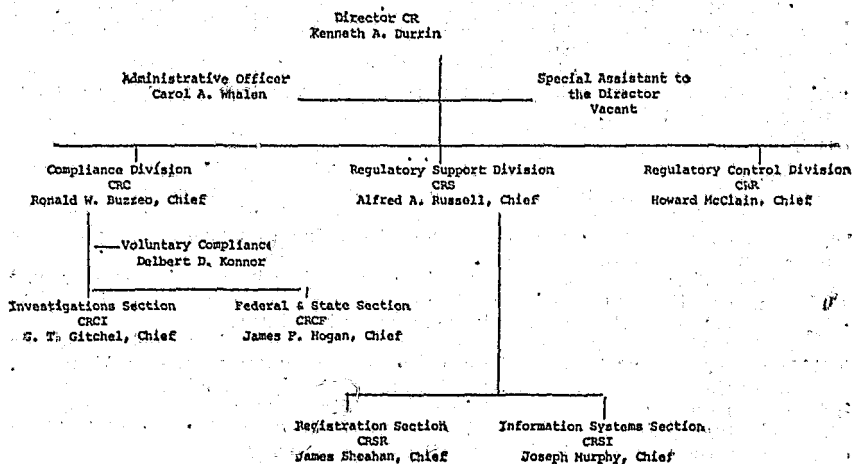 Director CR
Kenneth A. Durrin
Administrative Officer
Carol A. Whalen
Special Assistant to
the Director
Vacant
Compliance Division
CRC
Ronald W. Buzzeo, Chief
Regulatory Support Division
CRS
Alfred A. Russell, Chief
Regulatory Control Division
CRR
Howard McClain, Chief
Voluntary Compliance
Delbert D. Konnor
Investigations Section
CRCI
G. T. Gitchel, Chief
Federal & State Section
CRCF
James P. Hogan, Chief
Registration Section
CRSR
James Sheahan, Chief
Information Systems Section
CRSI
Joseph Murphy, Chief